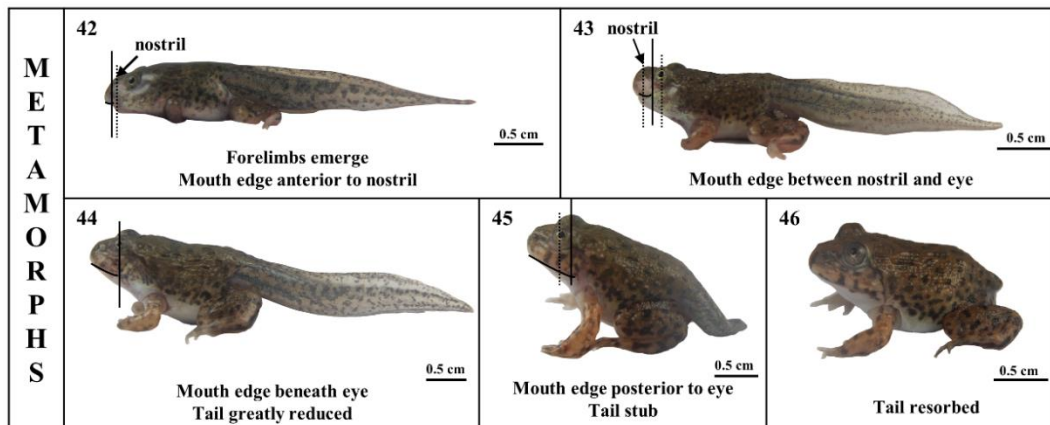 METAMORPHS
42
nostril
0.5 cm
Forelimbs emerge
Mouth edge anterior to nostril
43
nostril
0.5 cm
Mouth edge between nostril and eye
44
0.5 cm
Mouth edge beneath eye
Tail greatly reduced
45
0.5 cm
Mouth edge posterior to eye
Tail stub
46
0.5 cm
Tail resorbed